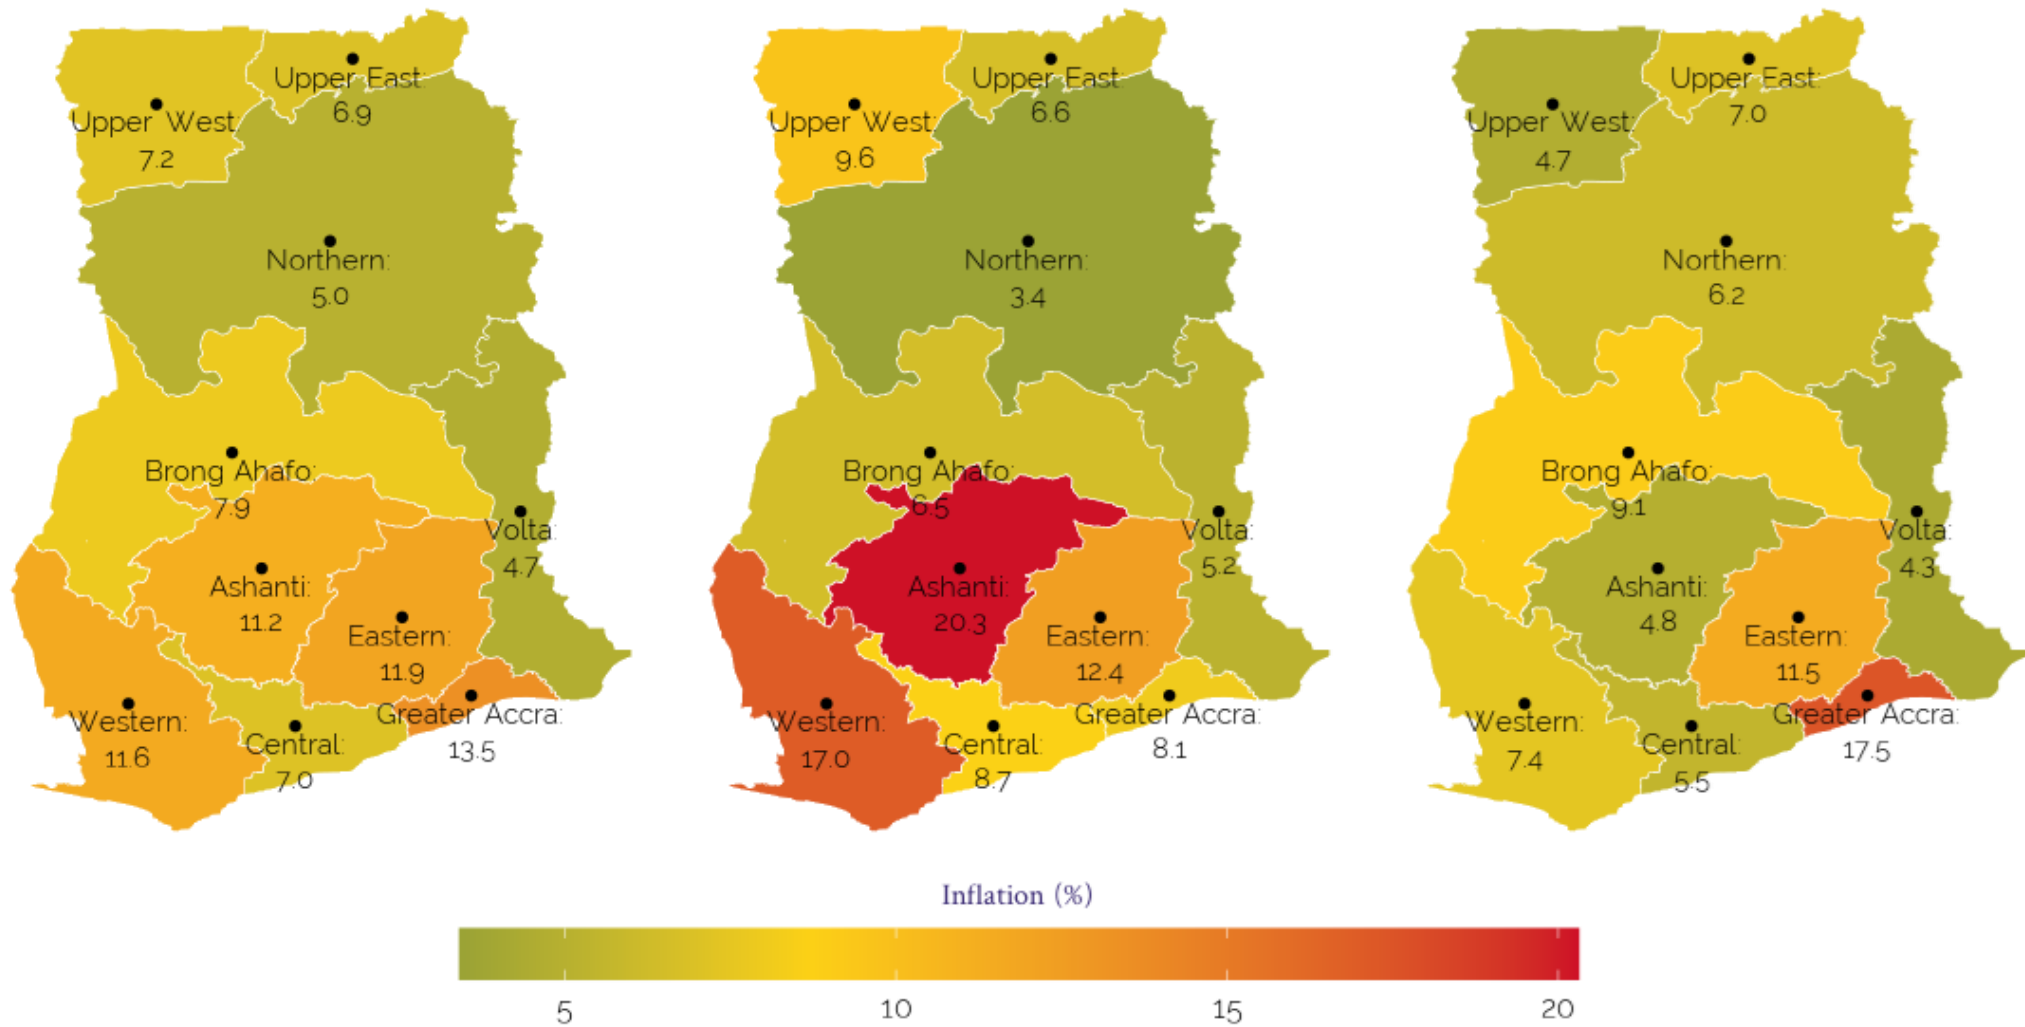 Upper East:
6.9
Upper West:
7.2
Northern:
5.0
Brong Ahafo:
7.9
Volta:
4.7
Ashanti:
11.2
Eastern:
11.9
Western:
11.6
Central:
7.0
Greater Accra:
13.5
Upper East:
6.6
Upper West:
9.6
Northern:
3.4
Brong Ahafo:
6.5
Volta:
5.2
Ashanti:
20.3
Eastern:
12.4
Western:
17.0
Central:
8.7
Greater Accra:
8.1
Upper East:
7.0
Upper West:
4.7
Northern:
6.2
Brong Ahafo:
9.1
Volta:
4.3
Ashanti:
4.8
Eastern:
11.5
Western:
7.4
Central:
5.5
Greater Accra:
17.5
Inflation (%)
5 10 15 20